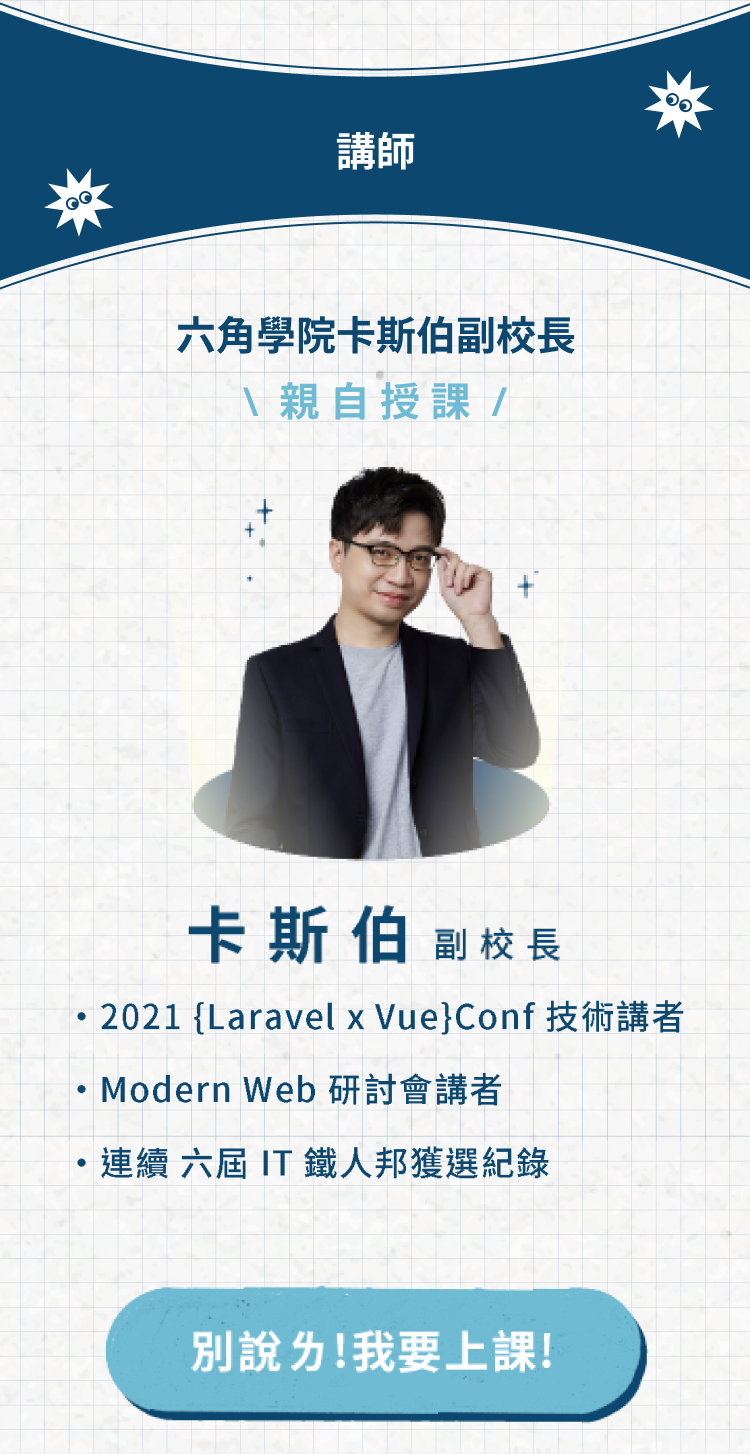 講師
六角學院卡斯伯副校長
\ 親自授課 /
卡斯伯 副校長
・2021 {Laravel x Vue}Conf 技術講者
・Modern Web 研討會講者
・連續 六屆 IT 鐵人邦獲選紀錄
別說ㄌ!我要上課!